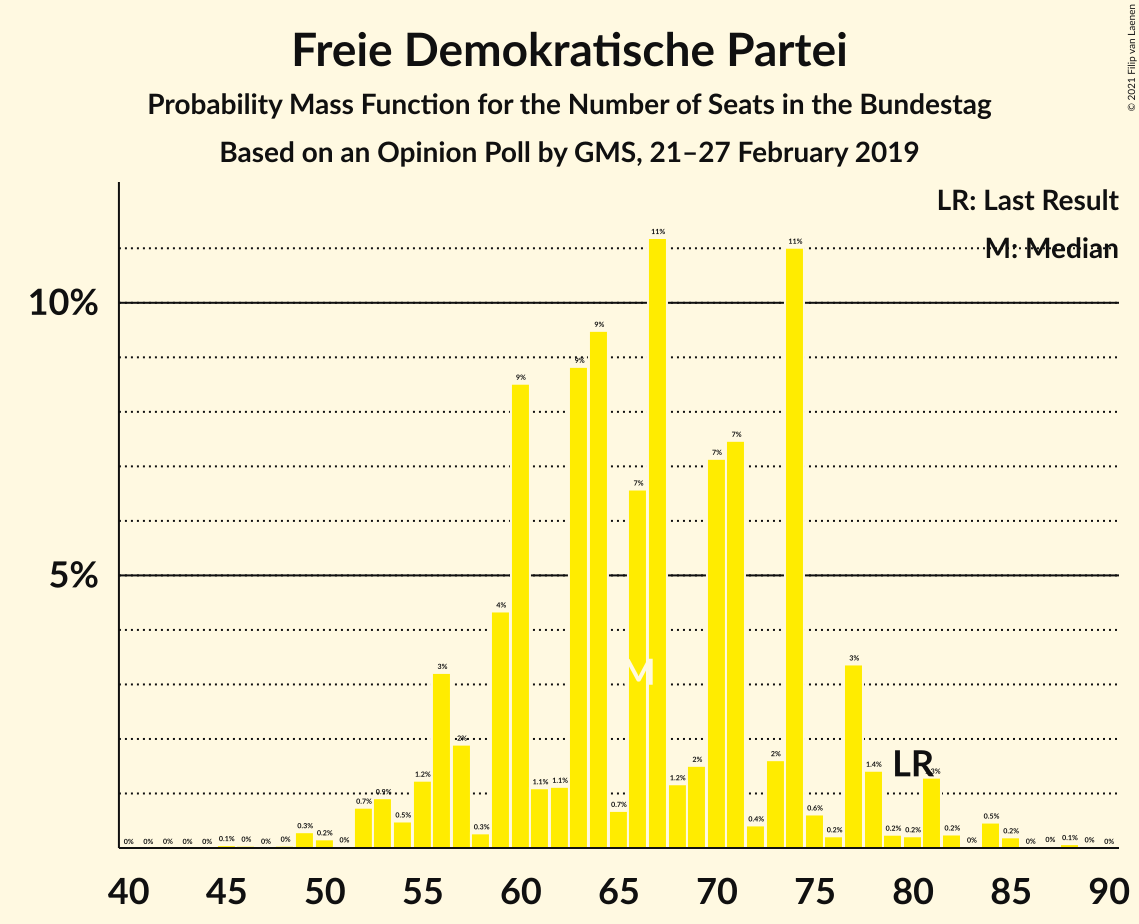 © 2021 Filip van Laenen
Freie Demokratische Partei
Probability Mass Function for the Number of Seats in the Bundestag
Based on an Opinion Poll by GMS, 21–27 February 2019
LR: Last Result
M: Median
10%
5%
0% 0% 0% 0% 0% 0.1% 0% 0% 0% 0.3% 0.2% 0% 0.7% 0.9% 0.5% 1.2% 3% 2% 0.3% 4% 9% 1.1% 1.1% 9% 9% 0.7% 7% 11% 1.2% 2% 7% 7% 0.4% 2% 11% 0.6% 0.2% 3% 1.4% 0.2% 0.2% 0.2% 0% 0.5% 0.2% 0% 0% 0.1% 0% 0%
M
LR
40 45 50 55 60 65 70 75 80 85 90